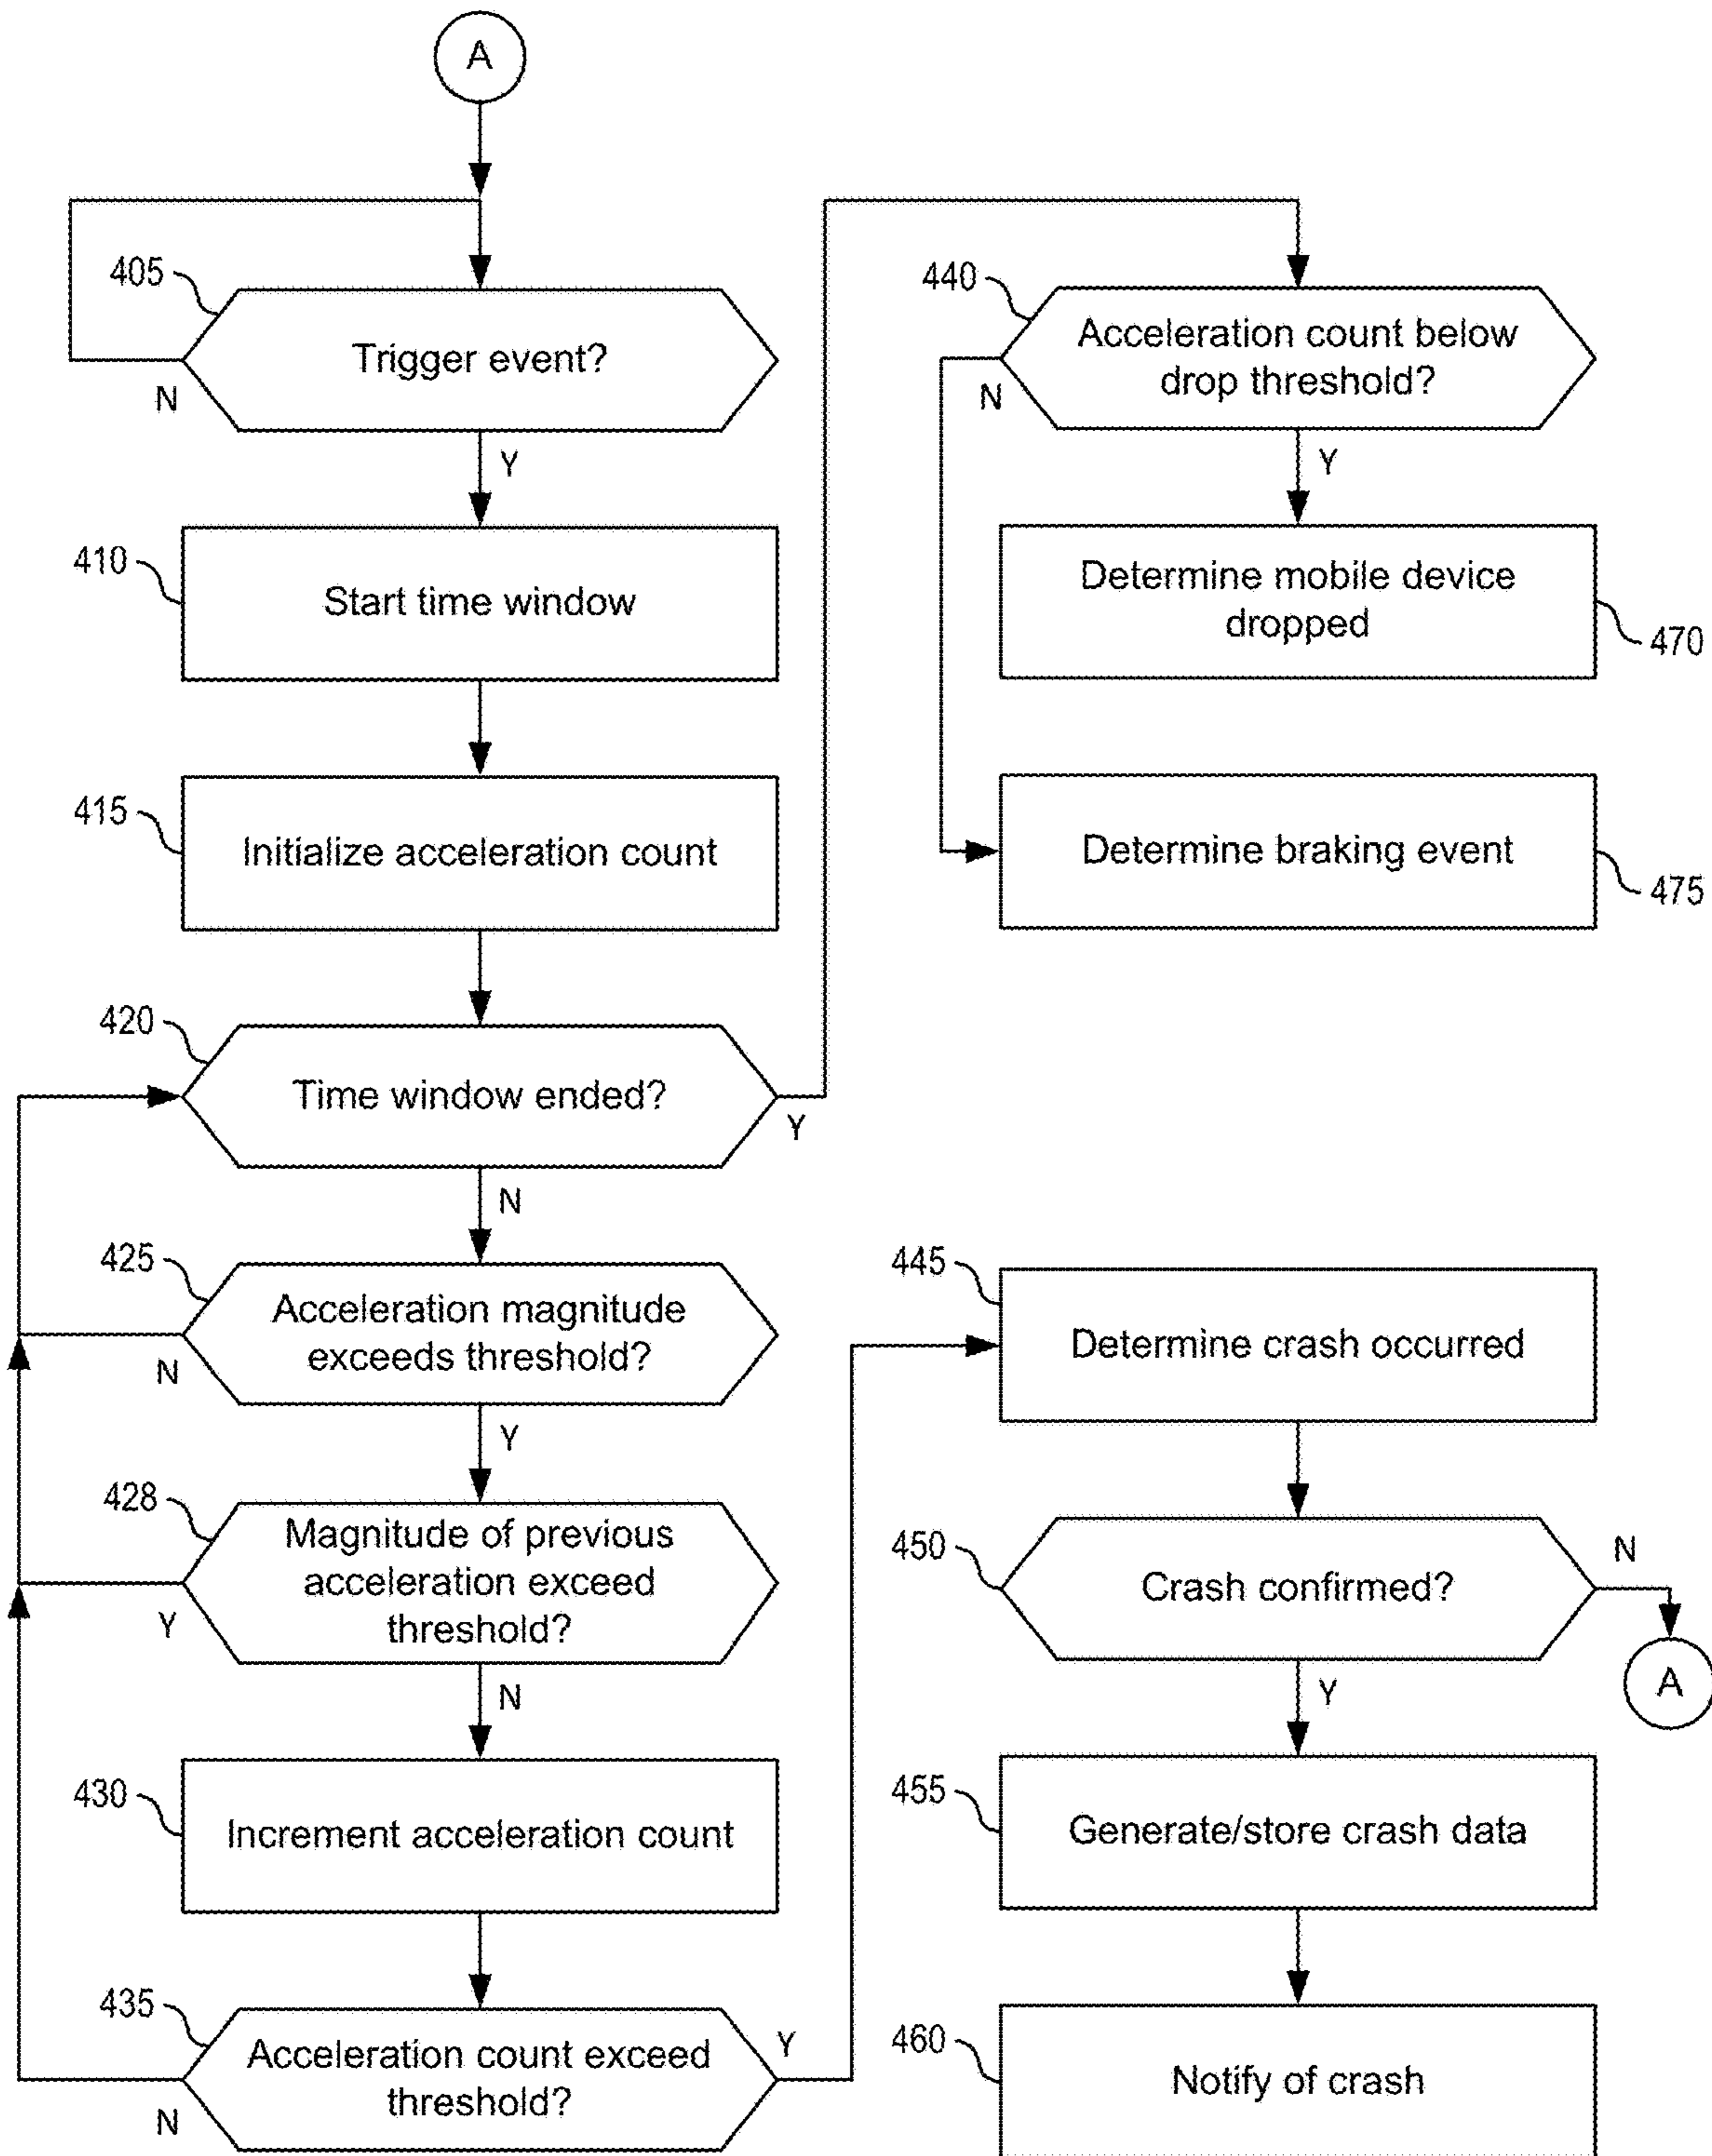 A
405
Trigger event?
N
Y
410
Start time window
415
Initialize acceleration count
420
Time window ended?
Y
N
425
Acceleration magnitude
exceeds threshold?
N
Y
428
Magnitude of previous
acceleration exceed
threshold?
Y
N
430
Increment acceleration count
435
Acceleration count exceed
threshold?
Y
N
440
Acceleration count below
drop threshold?
N
Y
Determine mobile device
dropped
470
Determine braking event
475
445
Determine crash occurred
450
Crash confirmed?
N
A
Y
455
Generate/store crash data
460
Notify of crash